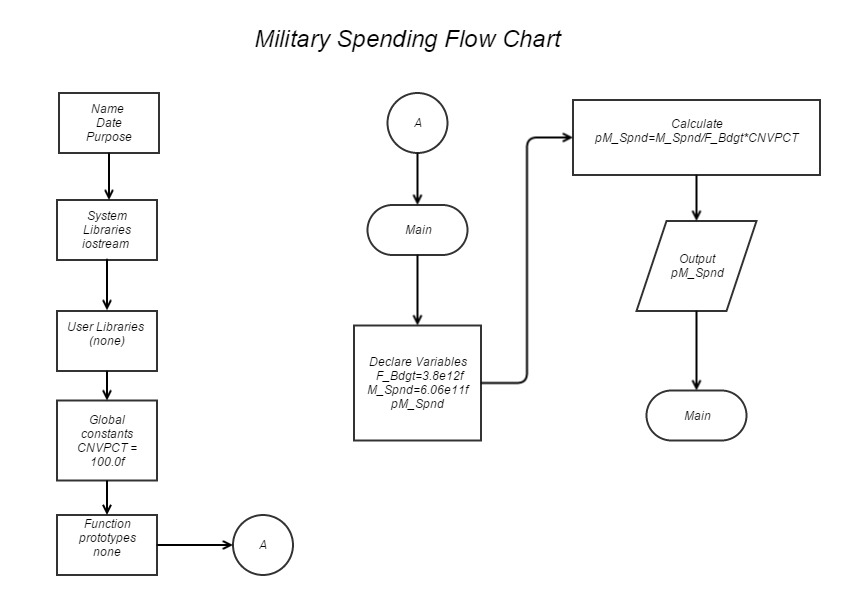 Military Spending Flow Chart
Name
Date
Purpose
System
Libraries
iostream
User Libraries
(none)
Global
constants
CNVPCT =
100.0f
Function
prototypes
none
A
A
Main
Declare Variables
F_Bdgt=3.8e12f
M_Spnd=6.06e11f
pM_Spnd
Calculate
pM_Spnd=M_Spnd/F_Bdgt*CNVPCT
Output
pM_Spnd
Main